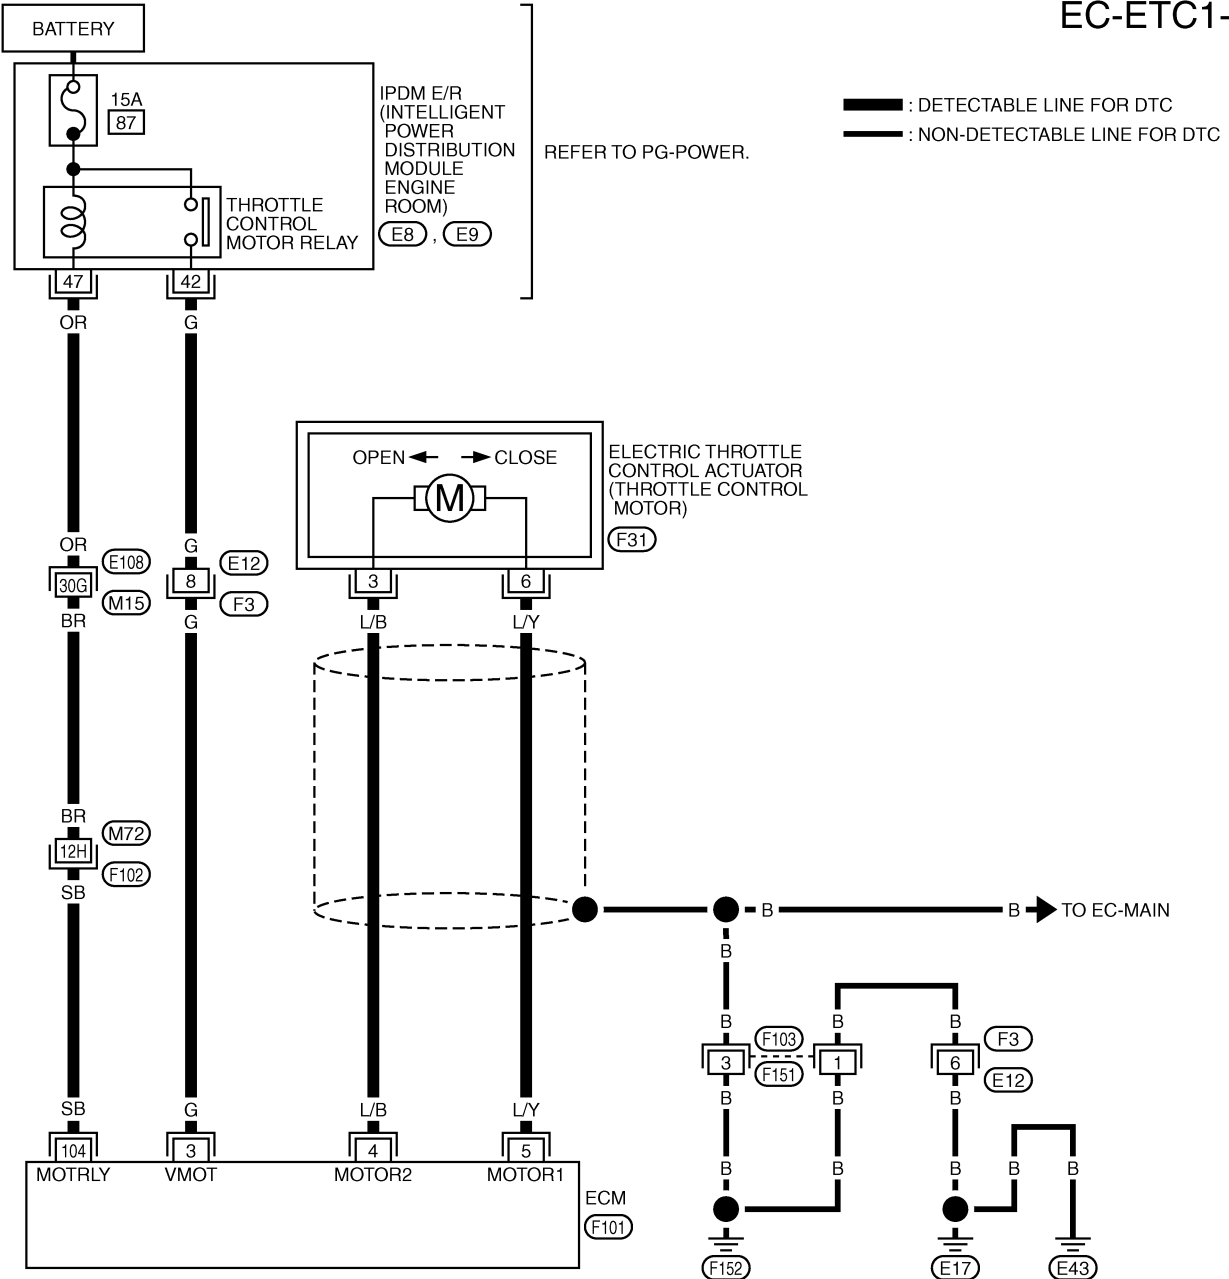 EC-ETC1-
BATTERY
15A
87
IPDM E/R
(INTELLIGENT
POWER
DISTRIBUTION
MODULE
ENGINE
ROOM)
E8 , E9
REFER TO PG-POWER.
: DETECTABLE LINE FOR DTC
: NON-DETECTABLE LINE FOR DTC
THROTTLE
CONTROL
MOTOR RELAY
47 42
OR G
OPEN CLOSE
M
ELECTRIC THROTTLE
CONTROL ACTUATOR
(THROTTLE CONTROL
MOTOR)
F31
OR G
E108 E12
30G 8 3 6
M15 F3
BR G L/B L/Y
BR
M72
12H
F102
SB
B B TO EC-MAIN
B
B B B
F103 F3
3 1 6
F151 E12
B B B
SB G L/B L/Y
104 3 4 5
MOTRLY VMOT MOTOR2 MOTOR1
B B B B B
ECM
F101
F152 E17 E43